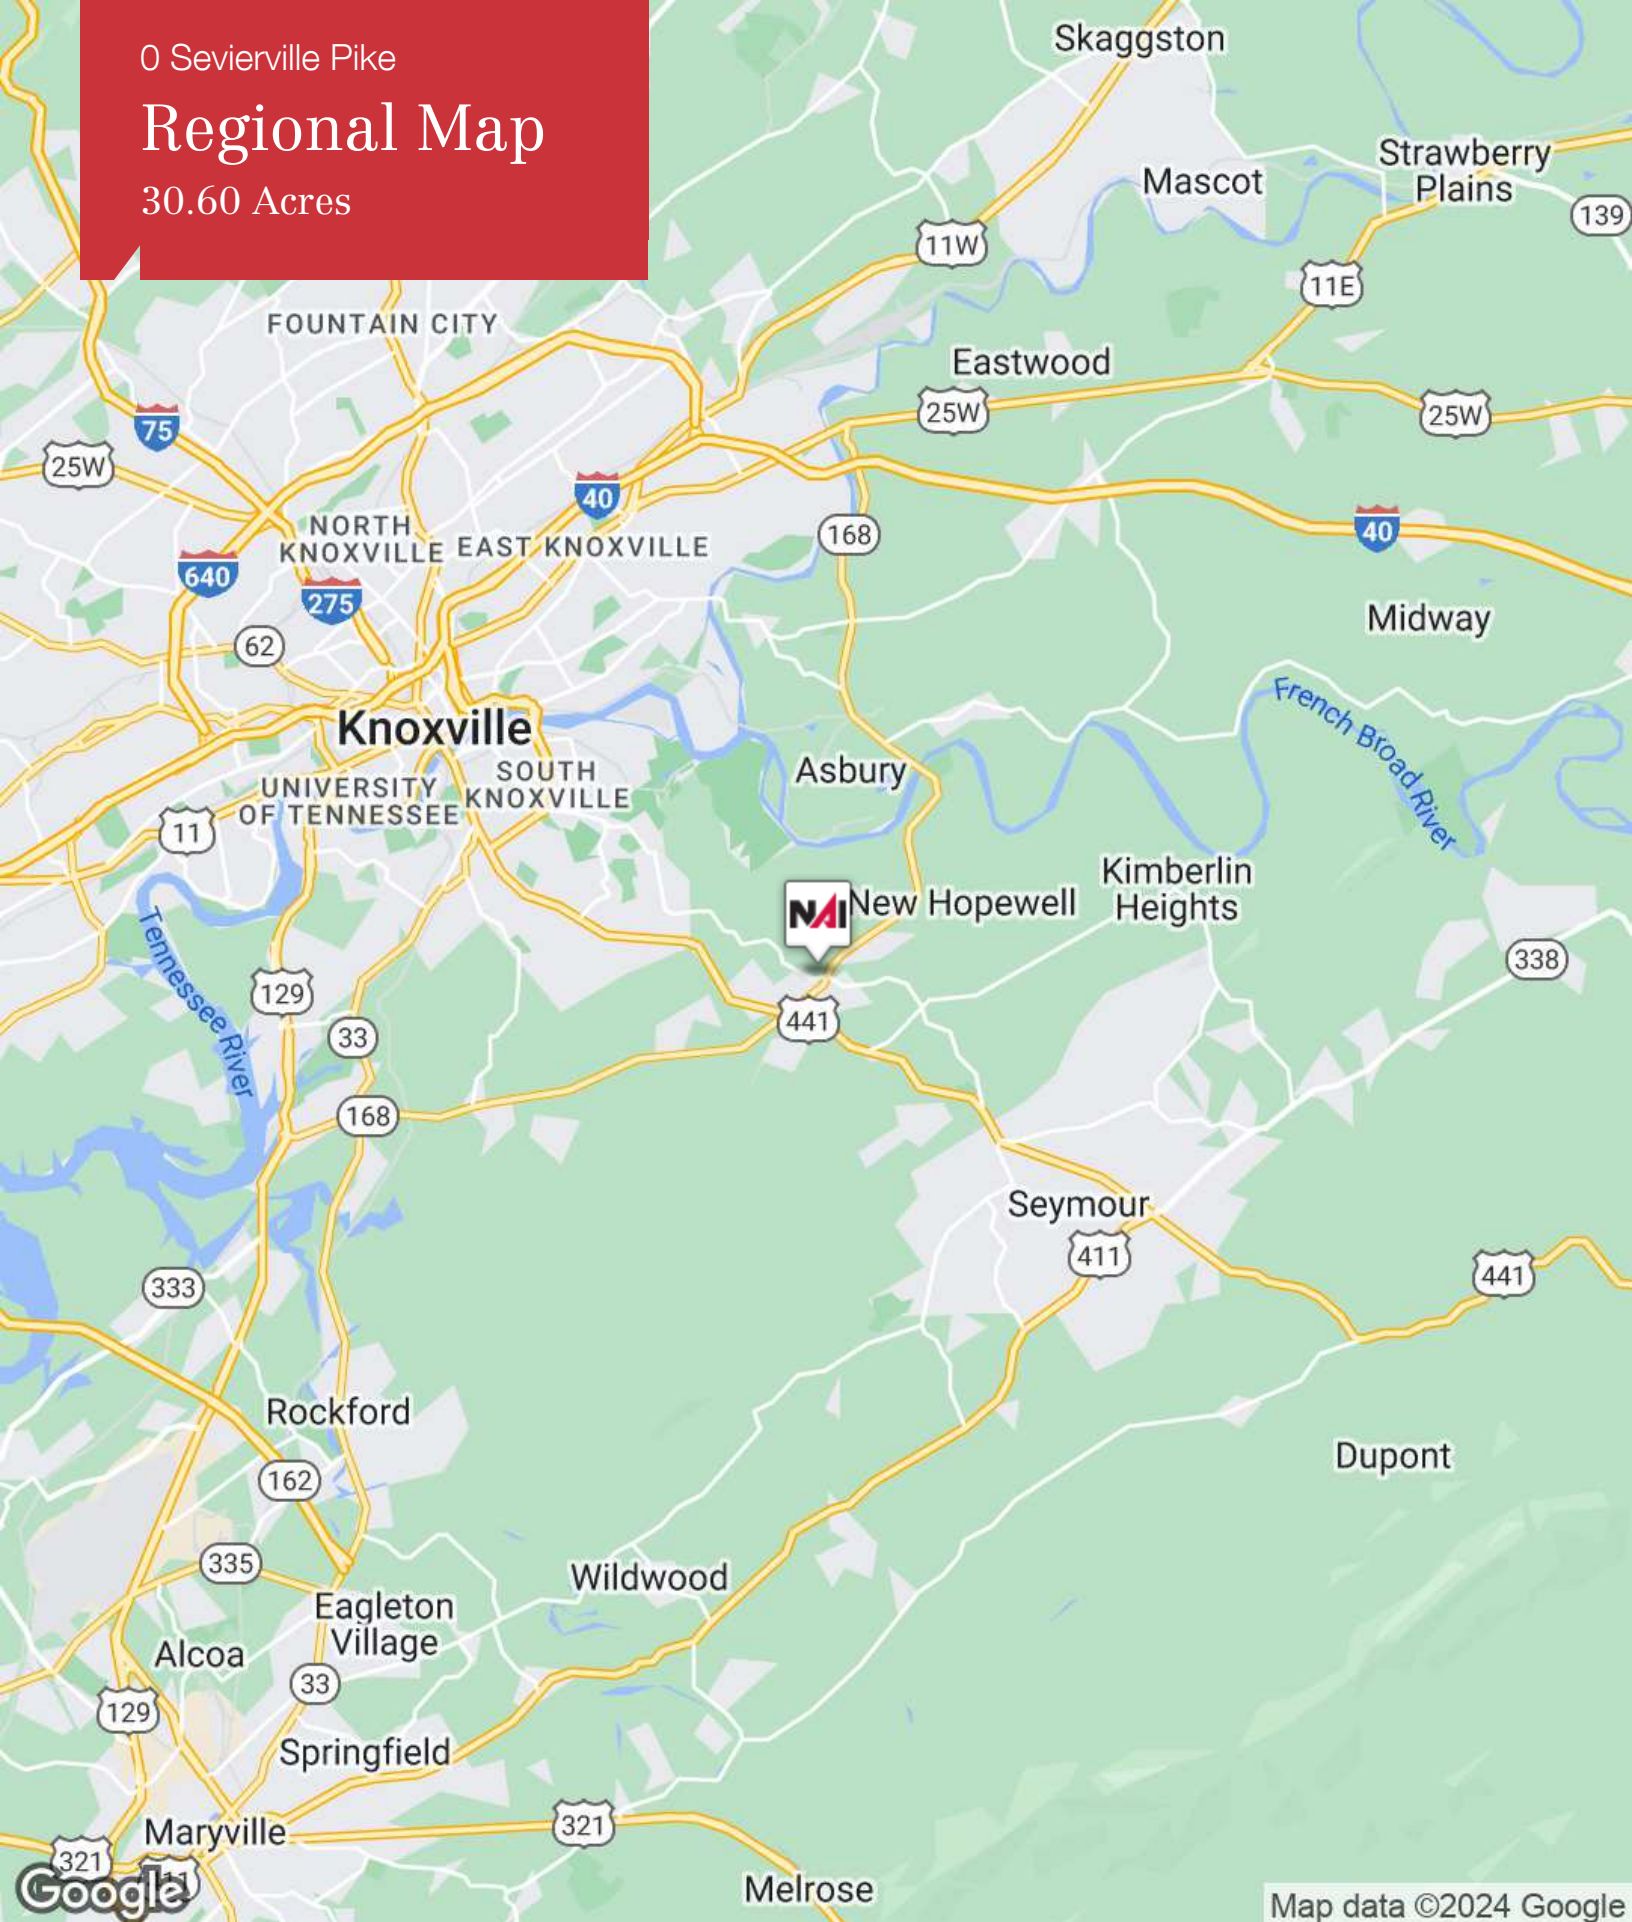 0 Sevierville Pike
Regional Map
30.60 Acres
Skaggston
Strawberry
Plains
Mascot
139
11W
11E
FOUNTAIN CITY
Eastwood
25W
25W
75
25W
40
40
NORTH
KNOXVILLE
EAST KNOXVILLE
168
640
275
Midway
62
French Broad River
Knoxville
Asbury
SOUTH
KNOXVILLE
UNIVERSITY
OF TENNESSEE
11
Kimberlin
Heights
NAI
New Hopewell
338
Tennessee River
129
441
33
168
Seymour
411
441
333
Rockford
Dupont
162
335
Wildwood
Eagleton
Village
Alcoa
33
129
Springfield
321
Maryville
321
411
Google
Melrose
Map data ©2024 Google